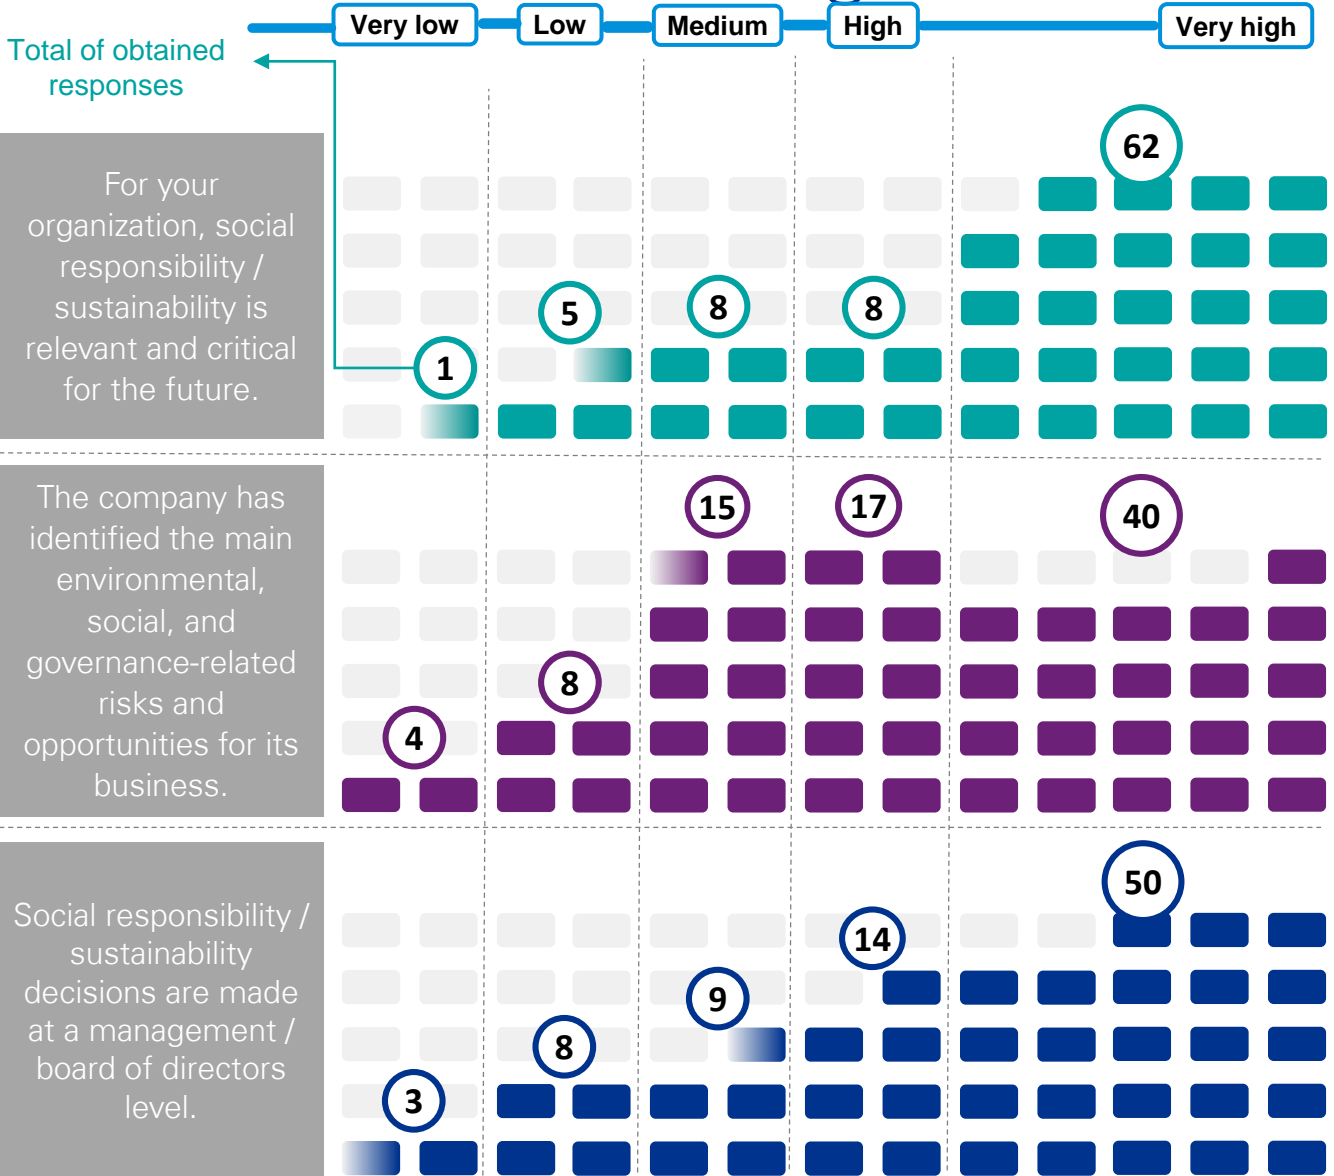 Very low
Low
Medium
High
Very high
Total of obtained
responses
For your
organization, social
responsibility /
sustainability is
relevant and critical
for the future.
1
5
8
8
62
The company has
identified the main
environmental,
social, and
governance-related
risks and
opportunities for its
business.
4
8
15
17
40
Social responsibility /
sustainability
decisions are made
at a management /
board of directors
level.
3
8
9
14
50